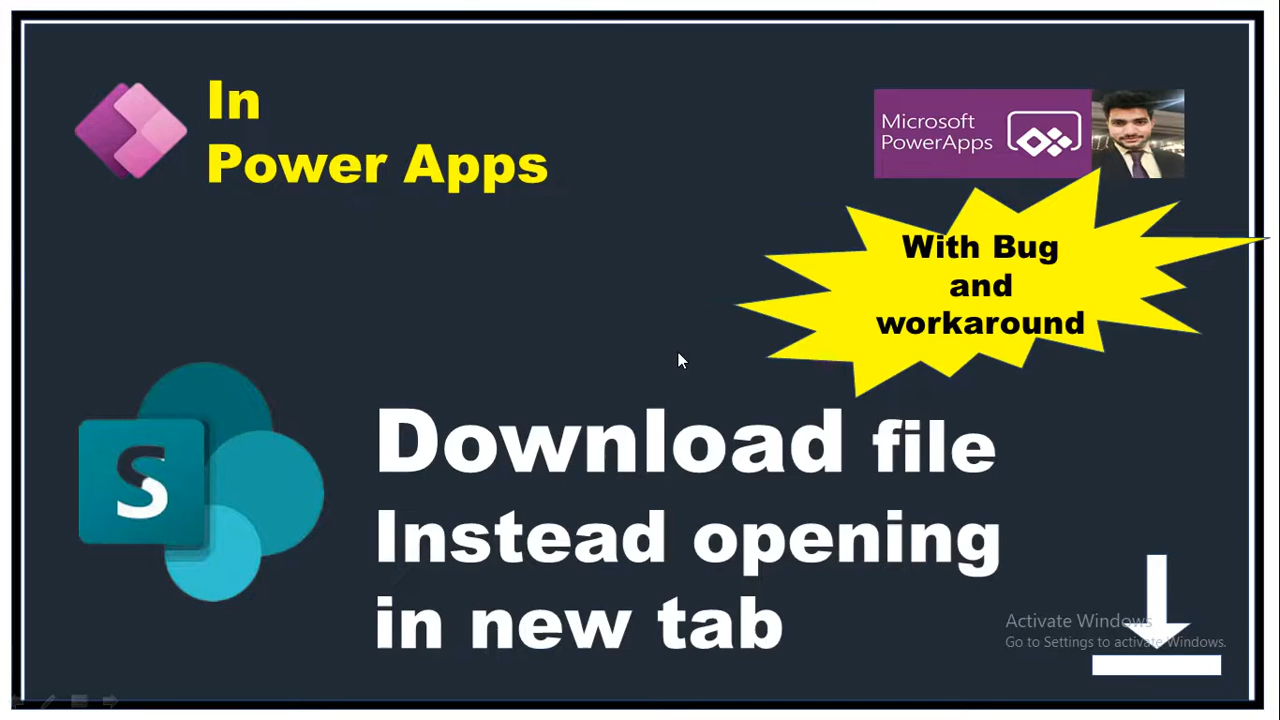 In
Power Apps
Microsoft
PowerApps
With Bug
and
workaround
S
Download file
Instead opening
in new tab
Activate Windows
Go to Settings to activate Windows.